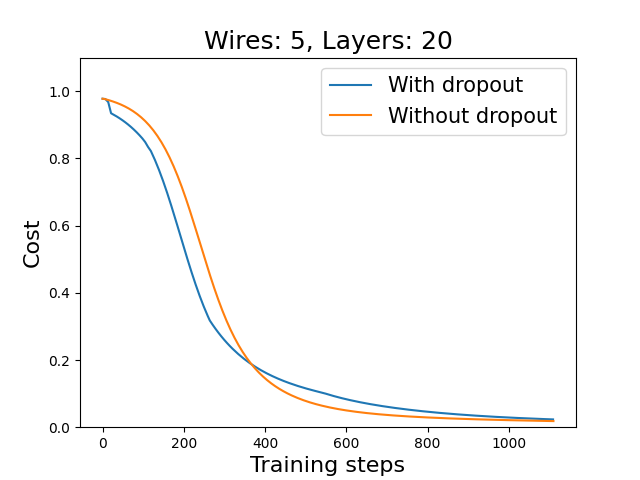 Wires: 5, Layers: 20
With dropout
Without dropout
1.0
0.8
0.6
0.4
0.2
0.0
Cost
0 200 400 600 800 1000
Training steps